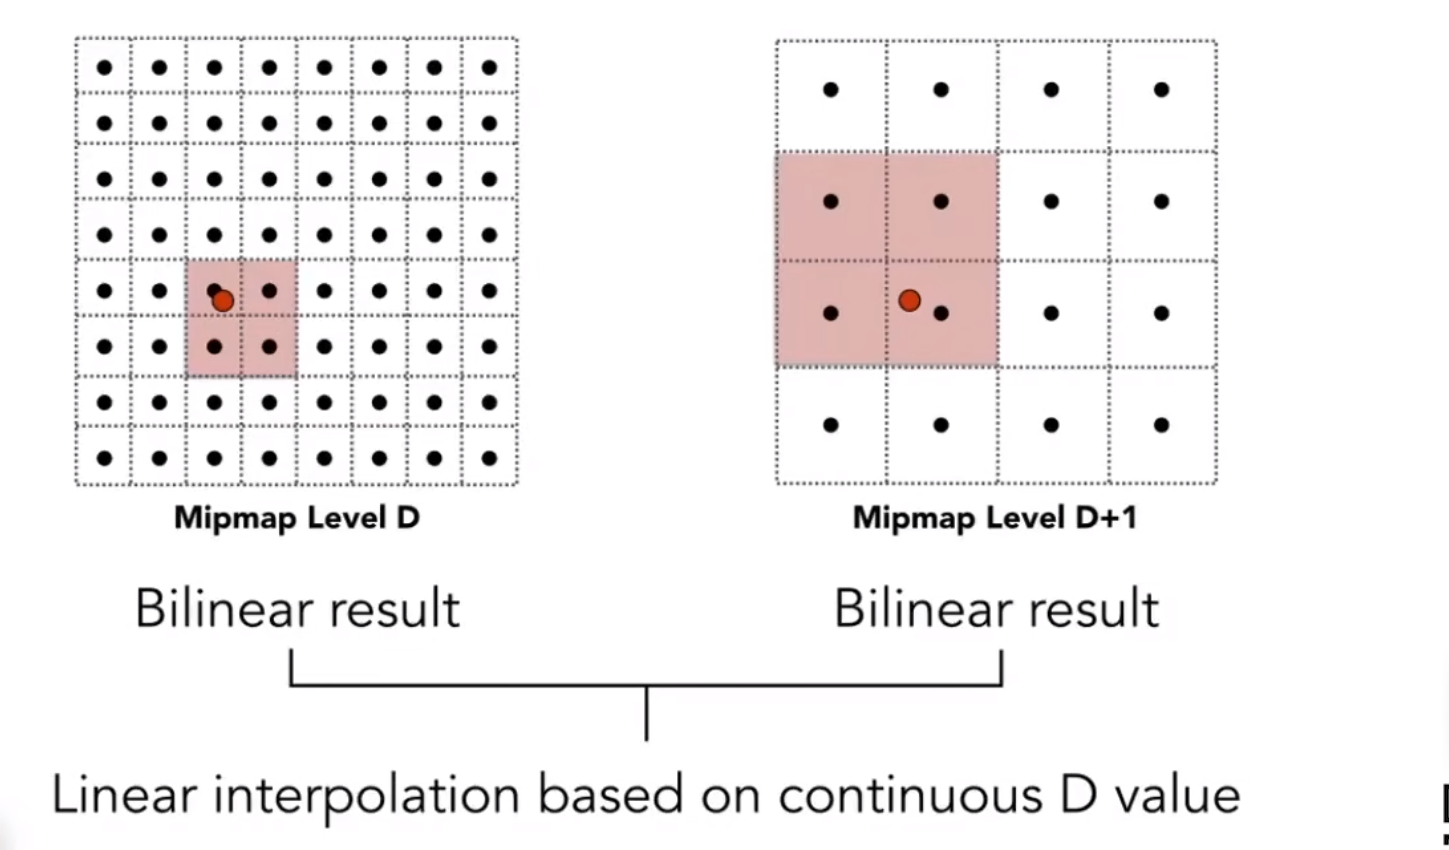 Mipmap Level D
Mipmap Level D+1
Bilinear result
Bilinear result
Linear interpolation based on continuous D value